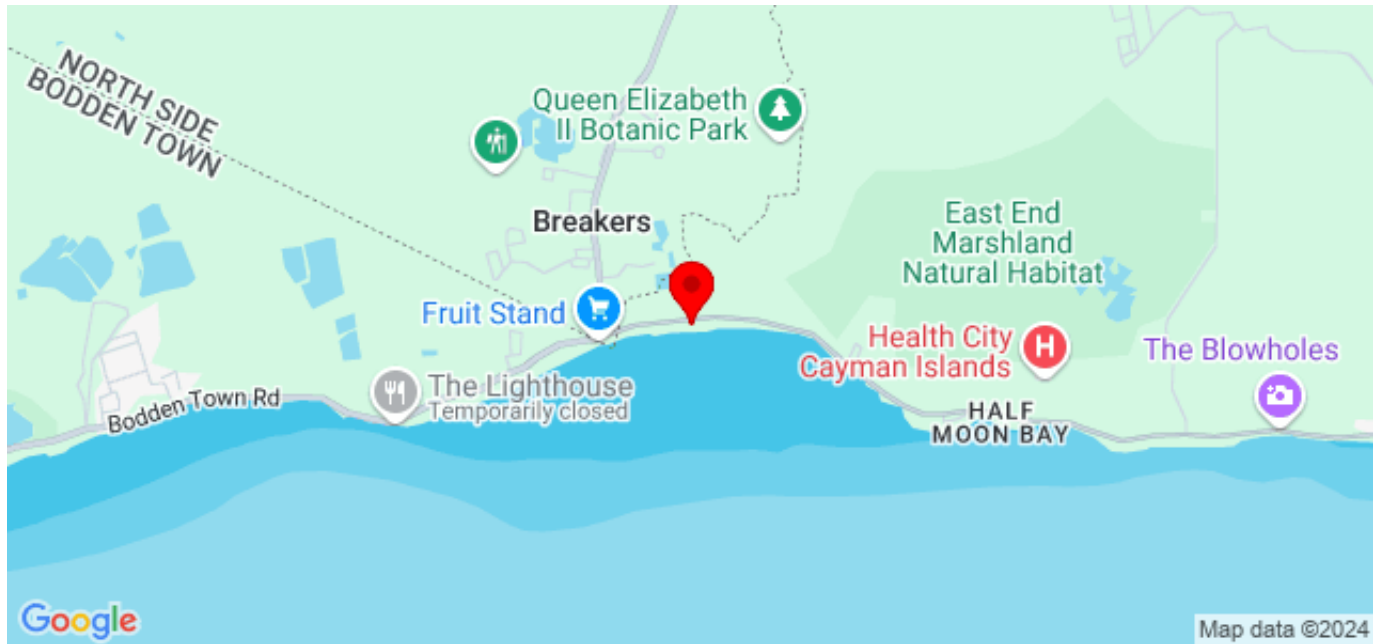 NORTH SIDE
BODDEN TOWN
Queen Elizabeth
II Botanic Park
Breakers
East End
Marshland
Natural Habitat
Fruit Stand
Health City
Cayman Islands
H
The Blowholes
The Lighthouse
Temporarily closed
Bodden Town Rd
HALF
MOON BAY
Google
Map data ©2024